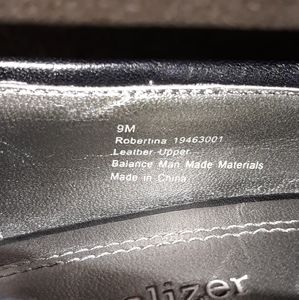 9M
Robertina 19463001
Leather Upper
Balance Man Made Materials
Made in China